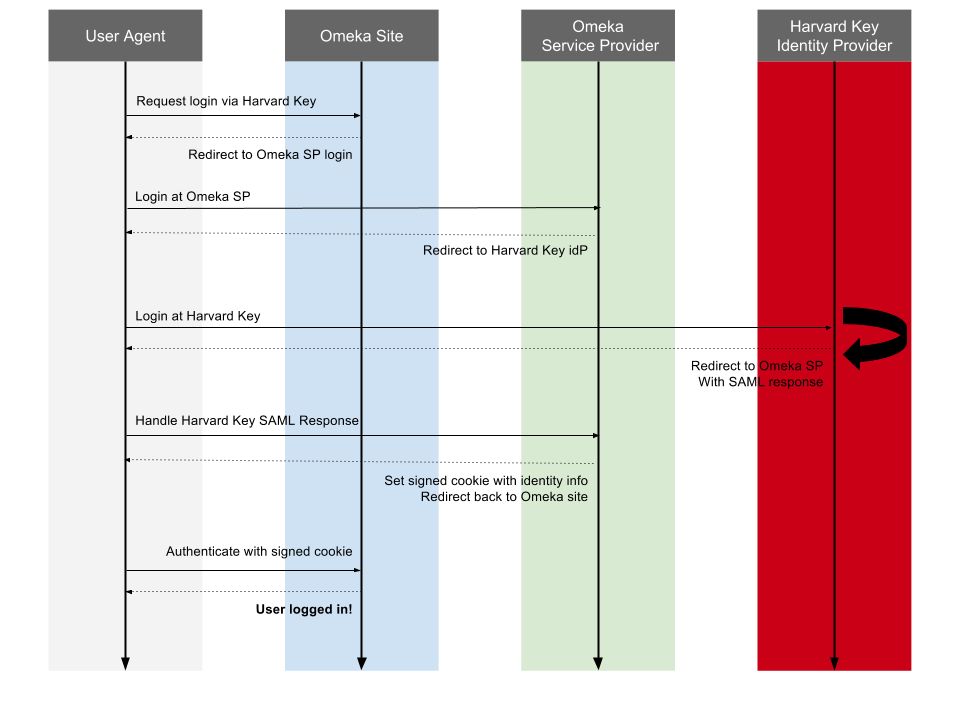 User Agent
Omeka Site
Omeka
Service Provider
Harvard Key
Identity Provider
Request login via Harvard Key
Redirect to Omeka SP login
Login at Omeka SP
Redirect to Harvard Key idP
Login at Harvard Key
Redirect to Omeka SP
With SAML response
Handle Harvard Key SAML Response
Set signed cookie with identity info
Redirect back to Omeka site
Authenticate with signed cookie
User logged in!